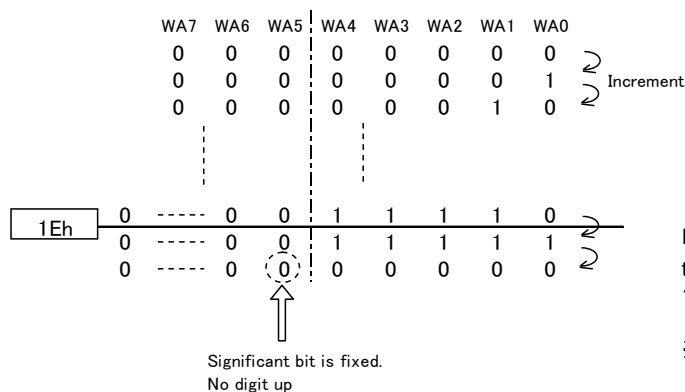 WA7 WA6 WA5 WA4 WA3 WA2 WA1 WA0
0 0 0 0 0 0 0 0
0 0 0 0 0 0 0 1
Increment
0 0 0 0 0 0 1 0
0 ----- 0 0 1 1 1 1 0
1Eh
0 ----- 0 0 1 1 1 1 1
0 ----- 0 0 0 0 0 0 0
Significant bit is fixed.
No digit up